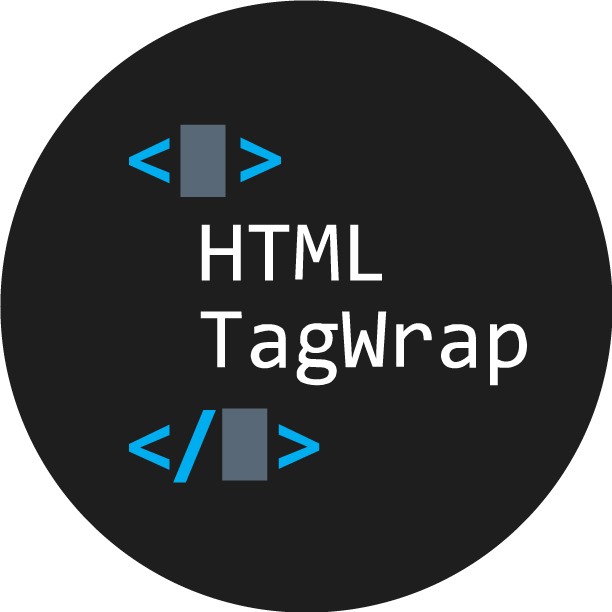 < >
HTML
TagWrap
</ >